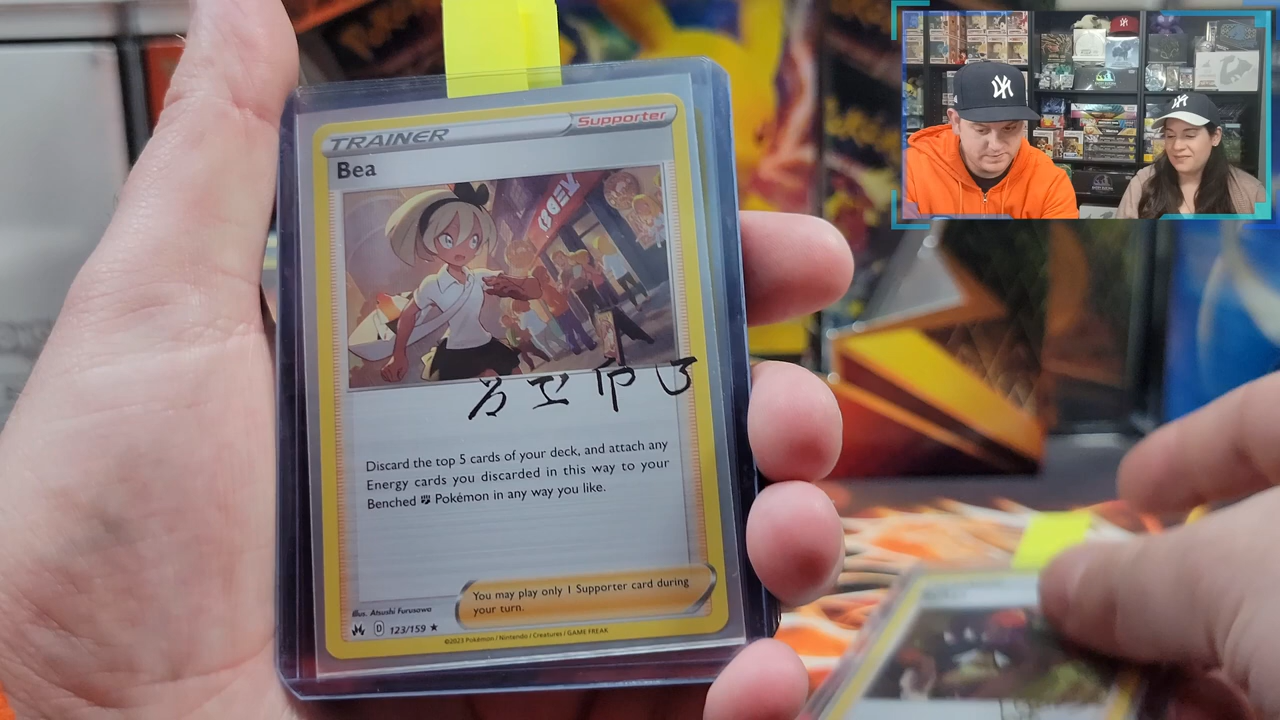 TRAINER
Supporter
Bea
Discard the top 5 cards of your deck, and attach any
Energy cards you discarded in this way to your
Benched Pokémon in any way you like.
You may play only 1 Supporter card during
your turn.
Illus. Atsushi Furusawa
D 123/159 ★
©2023 Pokémon / Nintendo / Creatures / GAME FREAK